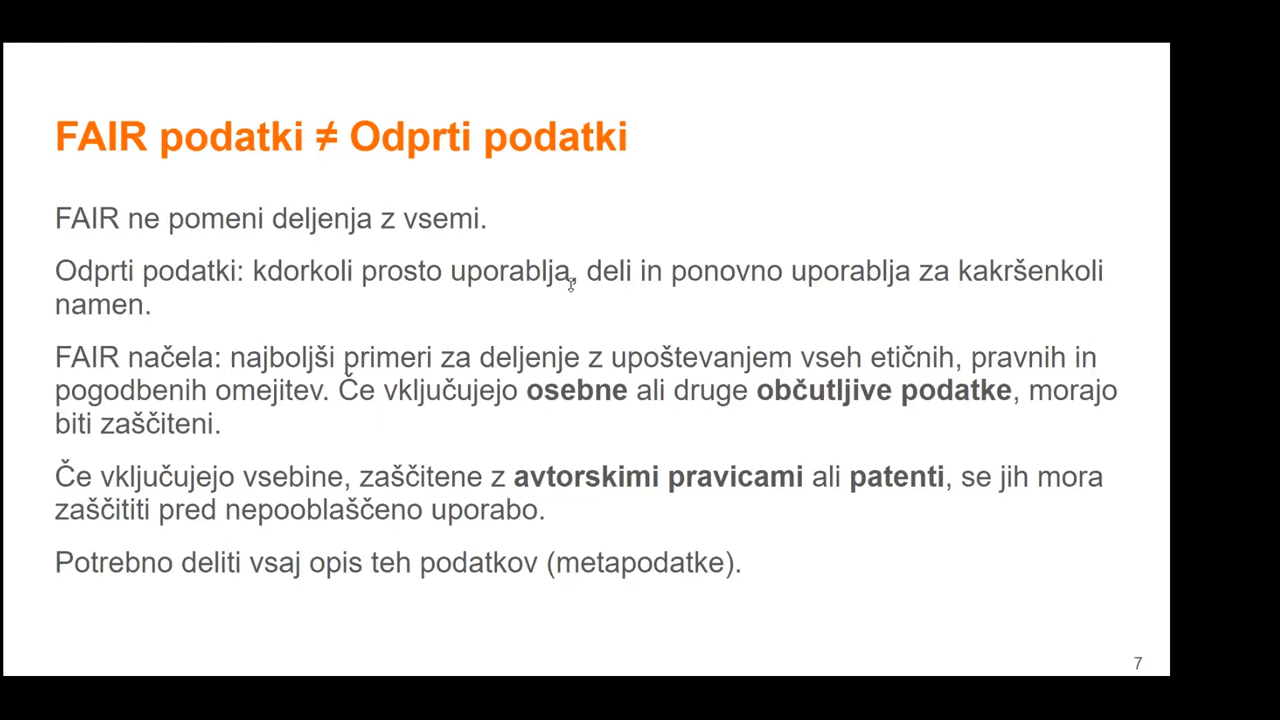 FAIR podatki ≠ Odprti podatki
FAIR ne pomeni deljenja z vsemi.
Odprti podatki: kdorkoli prosto uporablja, deli in ponovno uporablja za kakršenkoli
namen.
FAIR načela: najboljši primeri za deljenje z upoštevanjem vseh etičnih, pravnih in
pogodbenih omejitev. Če vključujejo osebne ali druge občutljive podatke, morajo
biti zaščiteni.
Če vključujejo vsebine, zaščitene z avtorskimi pravicami ali patenti, se jih mora
zaščititi pred nepooblaščeno uporabo.
Potrebno deliti vsaj opis teh podatkov (metapodatke).
7